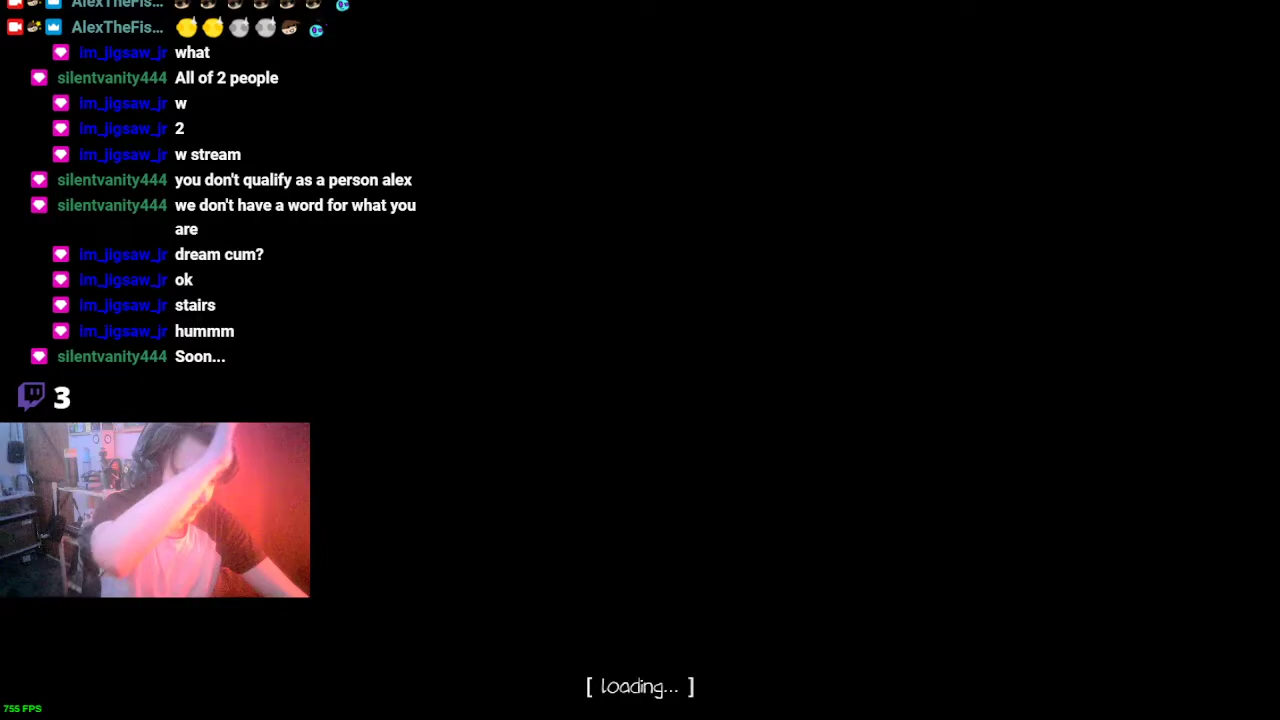 AlexTheFis...
AlexTheFis...
im_jigsaw_jr what
silentvanity444 All of 2 people
im_jigsaw_jr w
im_jigsaw_jr 2
im_jigsaw_jr w stream
silentvanity444 you don't qualify as a person alex
silentvanity444 we don't have a word for what you
are
im_jigsaw_jr dream cum?
im_jigsaw_jr ok
im_jigsaw_jr stairs
im_jigsaw_jr hummm
silentvanity444 Soon...
3
[ loading... ]
755 FPS